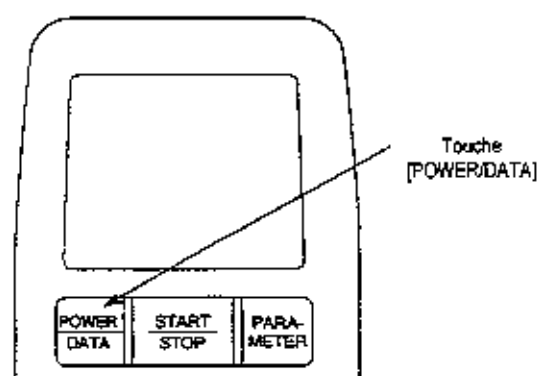 Touche
[POWER/DATA]
POWER
DATA
START
STOP
PARA-
METER